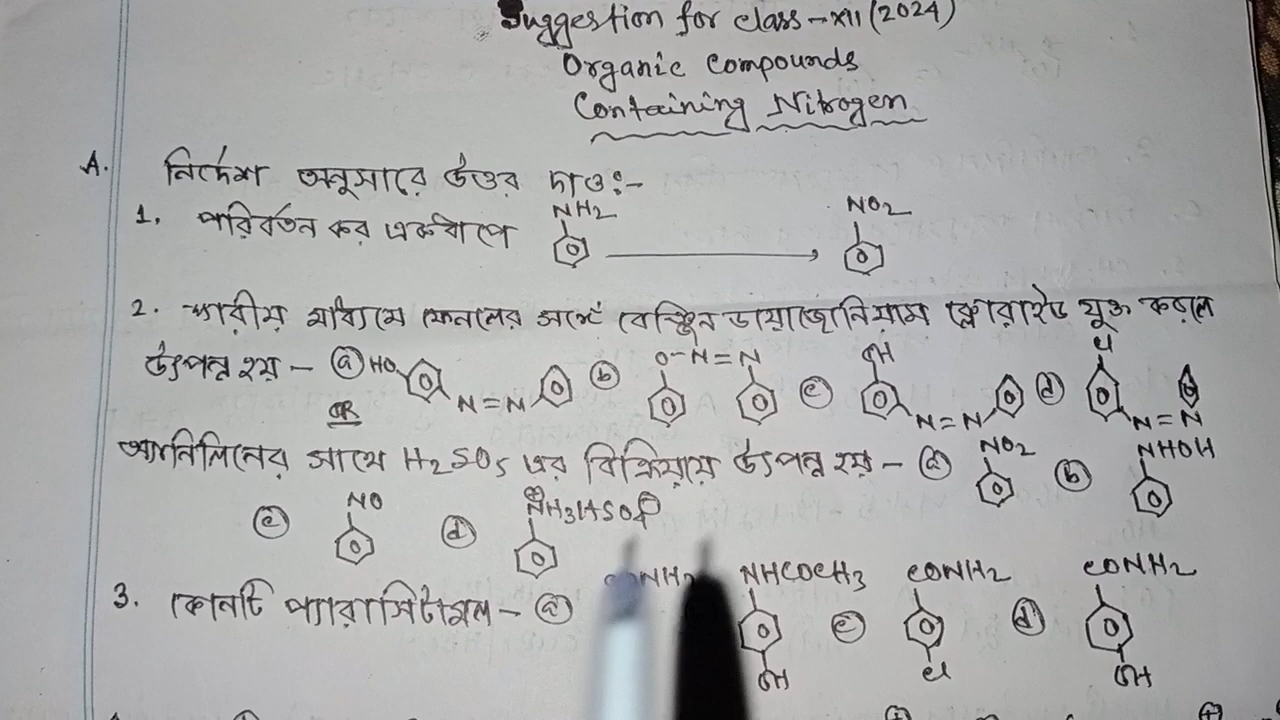 Suggestion for class-XII (2024)
Organic Compounds
Containing Nitrogen
A. নির্দেশ অনুসারে উত্তর দাও:-
1. পরিবর্তন কর একধাপে NH2 NO2
2. ক্ষারীয় মাধ্যমে ফেনলের সঙ্গে বেঞ্জিন ডায়াজোনিয়াম ক্লোরাইড যুক্ত করলে
উৎপন্ন হয় - (a) HO N=N (b) O-N=N (c) OH N=N (d) Cl N=N
OR
অ্যানিলিনের সাথে H2SO5 এর বিক্রিয়ায় উৎপন্ন হয় - (a) NO2 (b) NHOH
(c) NO (d) NH3HSO4
3. কোনটি প্যারাসিটামল - (a) CONH2 NHCOCH3 OH (c) CONH2 Cl (d) CONH2 OH